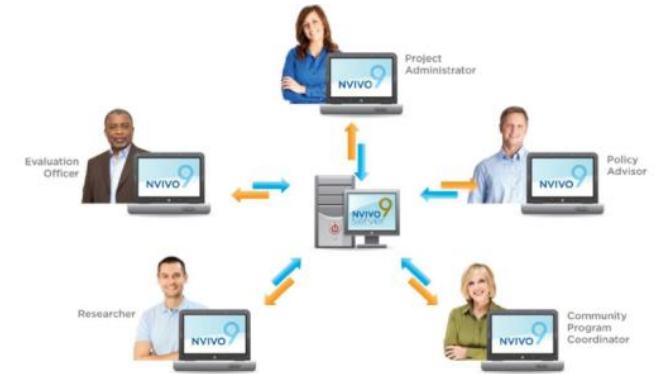 Project
Administrator
NVIVO 9
Evaluation
Officer
NVIVO 9
Policy
Advisor
NVIVO 9
NVIVO 9
Server
Researcher
NVIVO 9
Community
Program
Coordinator
NVIVO 9